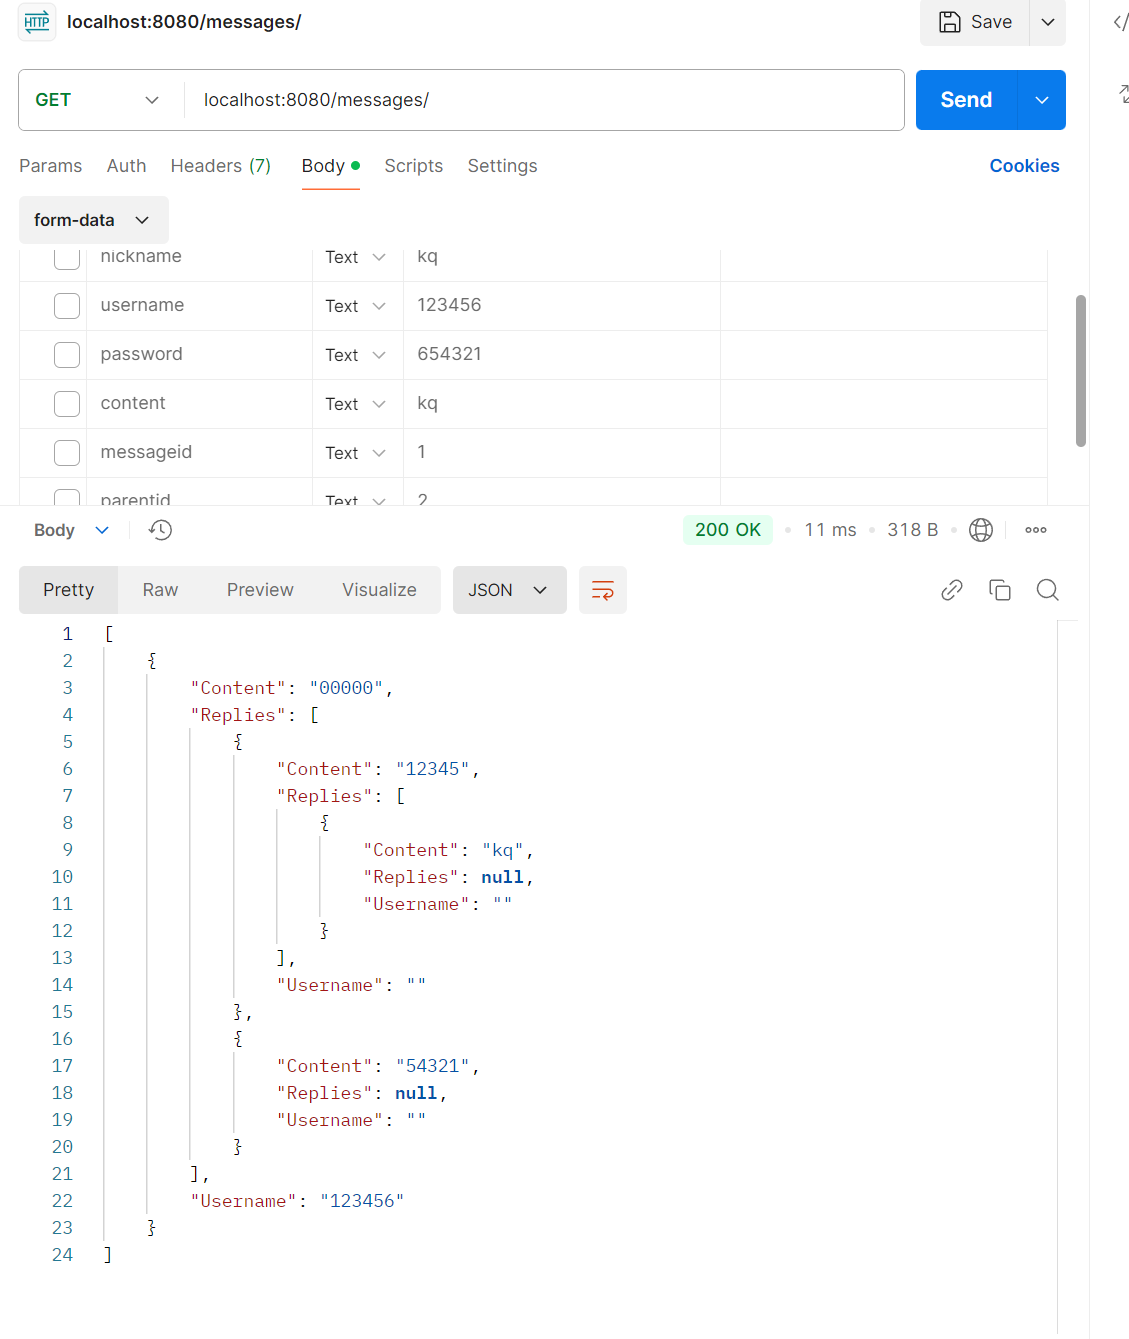 HTTP localhost:8080/messages/ Save
GET localhost:8080/messages/ Send
Params Auth Headers (7) Body Scripts Settings Cookies
form-data
nickname Text kq
username Text 123456
password Text 654321
content Text kq
messageid Text 1
parentid Text 2
Body 200 OK 11 ms 318 B
Pretty Raw Preview Visualize JSON
1 [
2 {
3 "Content": "00000",
4 "Replies": [
5 {
6 "Content": "12345",
7 "Replies": [
8 {
9 "Content": "kq",
10 "Replies": null,
11 "Username": ""
12 }
13 ],
14 "Username": ""
15 },
16 {
17 "Content": "54321",
18 "Replies": null,
19 "Username": ""
20 }
21 ],
22 "Username": "123456"
23 }
24 ]